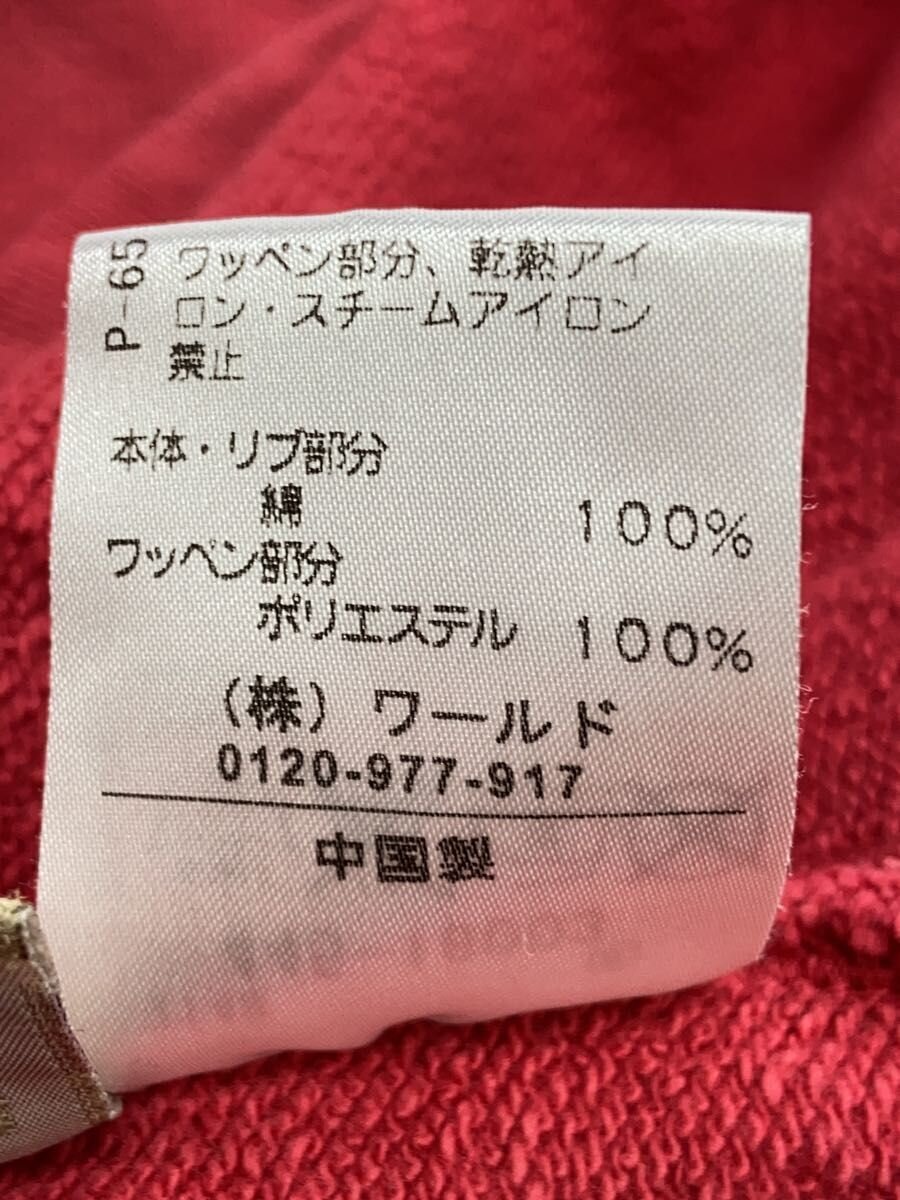 P-65
ワッペン部分、乾熱アイ
ロン・スチームアイロン
禁止
本体・リブ部分
綿 100%
ワッペン部分
ポリエステル 100%
(株)ワールド
0120-977-917
中国製